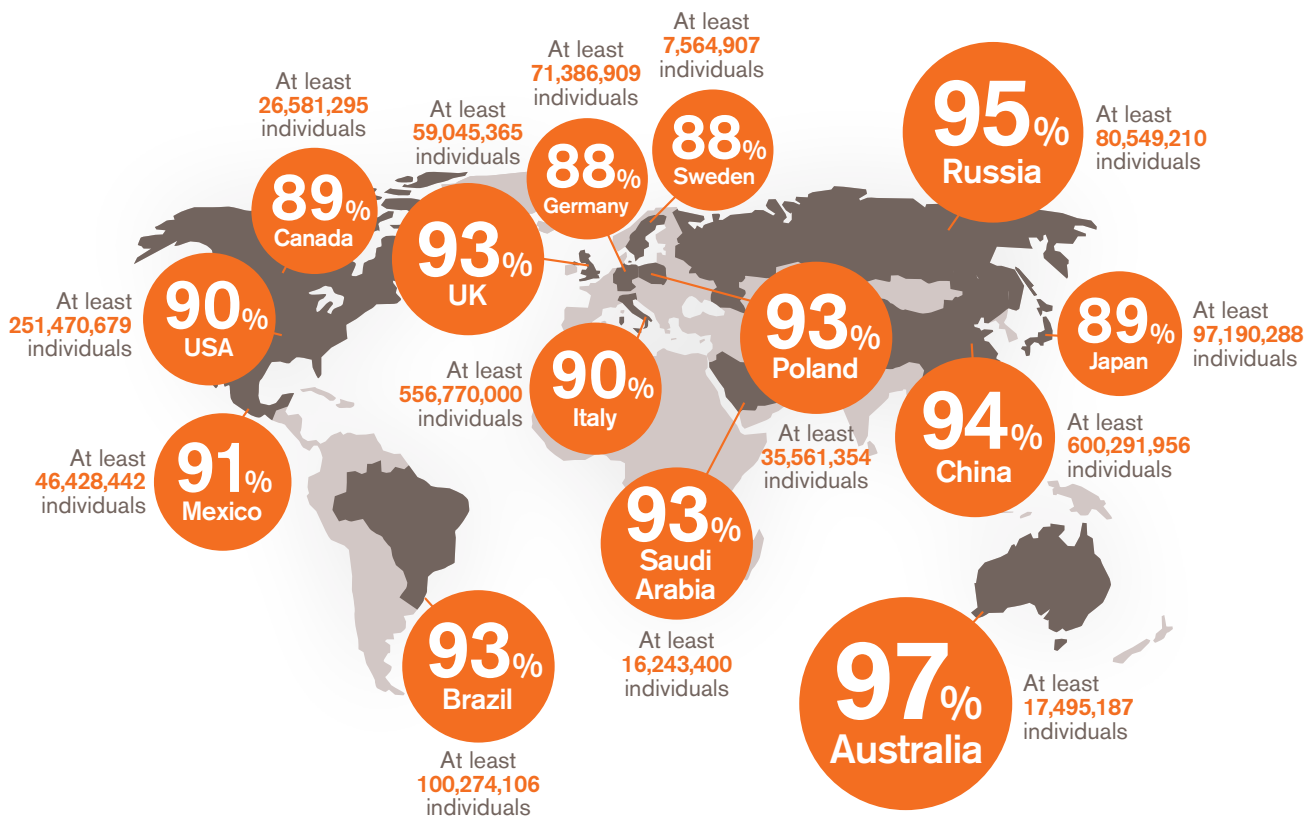 At least
7,564,907
individuals
At least
71,386,909
individuals
At least
26,581,295
individuals
At least
59,045,365
individuals
88%
Sweden
88%
Germany
95%
Russia
At least
80,549,210
individuals
89%
Canada
93%
UK
At least
251,470,679
individuals
90%
USA
At least
556,770,000
individuals
90%
Italy
93%
Poland
At least
35,561,354
individuals
89%
Japan
At least
97,190,288
individuals
94%
China
At least
600,291,956
individuals
At least
46,428,442
individuals
91%
Mexico
93%
Saudi
Arabia
At least
16,243,400
individuals
93%
Brazil
At least
100,274,106
individuals
97%
Australia
At least
17,495,187
individuals